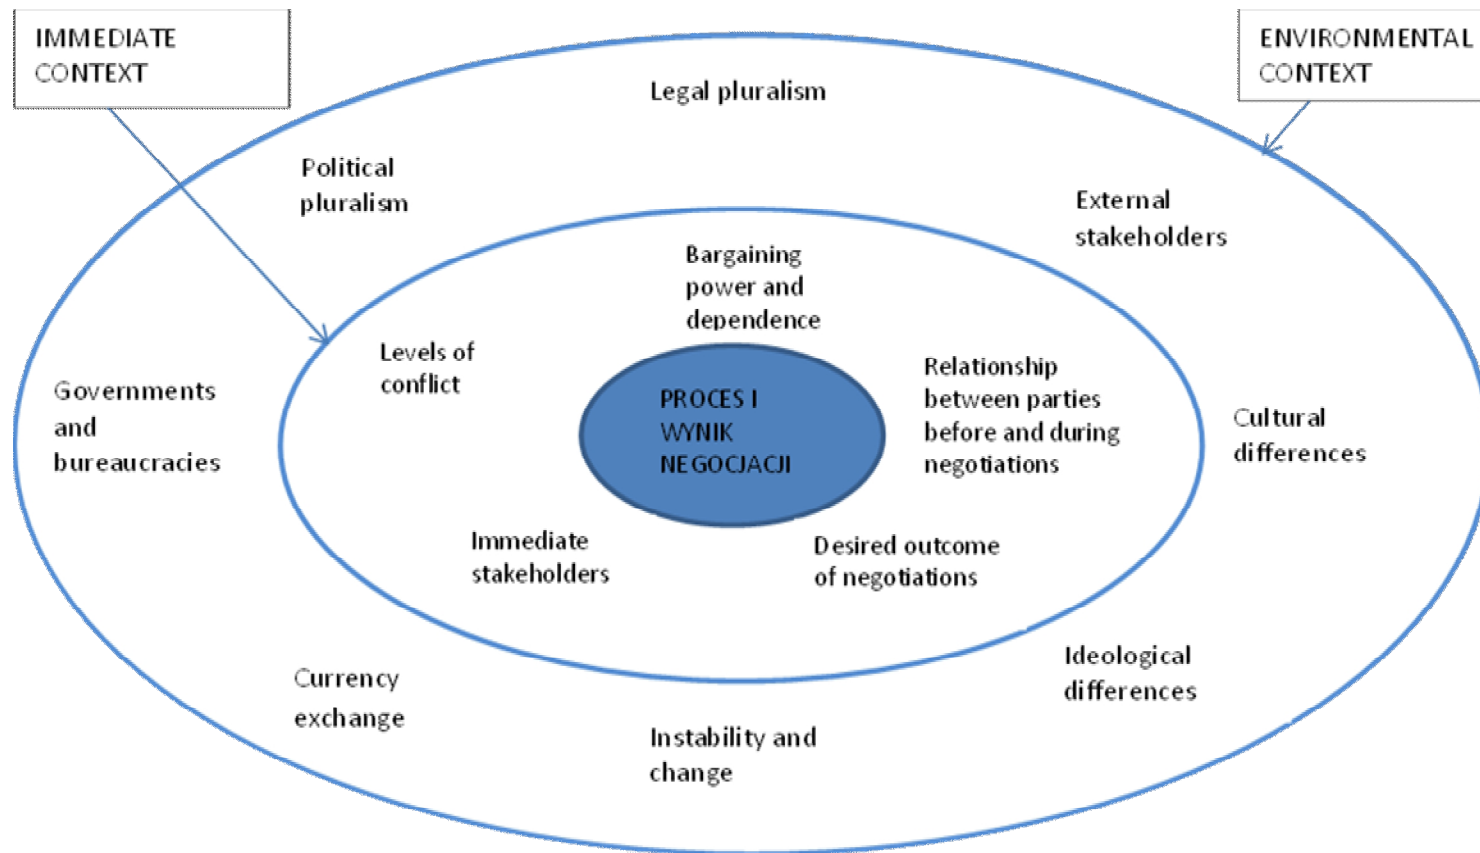 IMMEDIATE
CONTEXT
ENVIRONMENTAL
CONTEXT
Legal pluralism
Political
pluralism
External
stakeholders
Bargaining
power and
dependence
Levels of
conflict
Relationship
between parties
before and during
negotiations
Governments
and
bureaucracies
PROCES I
WYNIK
NEGOCJACJI
Cultural
differences
Immediate
stakeholders
Desired outcome
of negotiations
Currency
exchange
Ideological
differences
Instability and
change